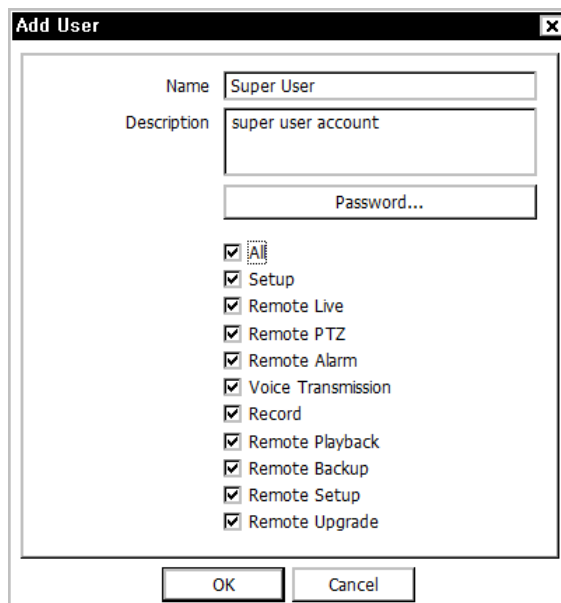 Add User
Name Super User
Description super user account
Password...
All
Setup
Remote Live
Remote PTZ
Remote Alarm
Voice Transmission
Record
Remote Playback
Remote Backup
Remote Setup
Remote Upgrade
OK Cancel